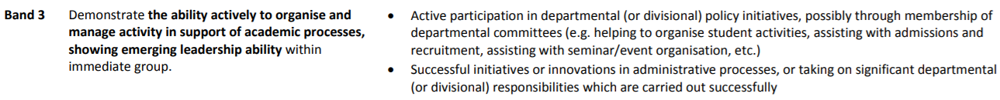 Band 3
Demonstrate the ability actively to organise and
manage activity in support of academic processes,
showing emerging leadership ability within
immediate group.
• Active participation in departmental (or divisional) policy initiatives, possibly through membership of
departmental committees (e.g. helping to organise student activities, assisting with admissions and
recruitment, assisting with seminar/event organisation, etc.)
• Successful initiatives or innovations in administrative processes, or taking on significant departmental
(or divisional) responsibilities which are carried out successfully